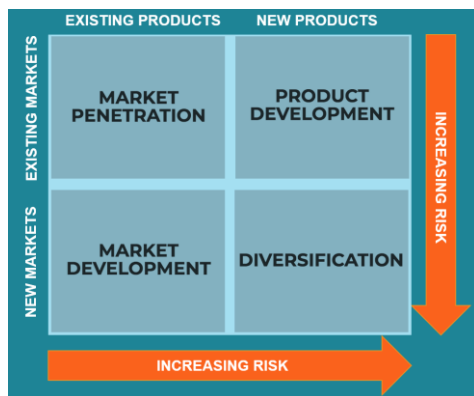 EXISTING PRODUCTS
NEW PRODUCTS
EXISTING MARKETS
MARKET
PENETRATION
PRODUCT
DEVELOPMENT
INCREASING RISK
NEW MARKETS
MARKET
DEVELOPMENT
DIVERSIFICATION
INCREASING RISK